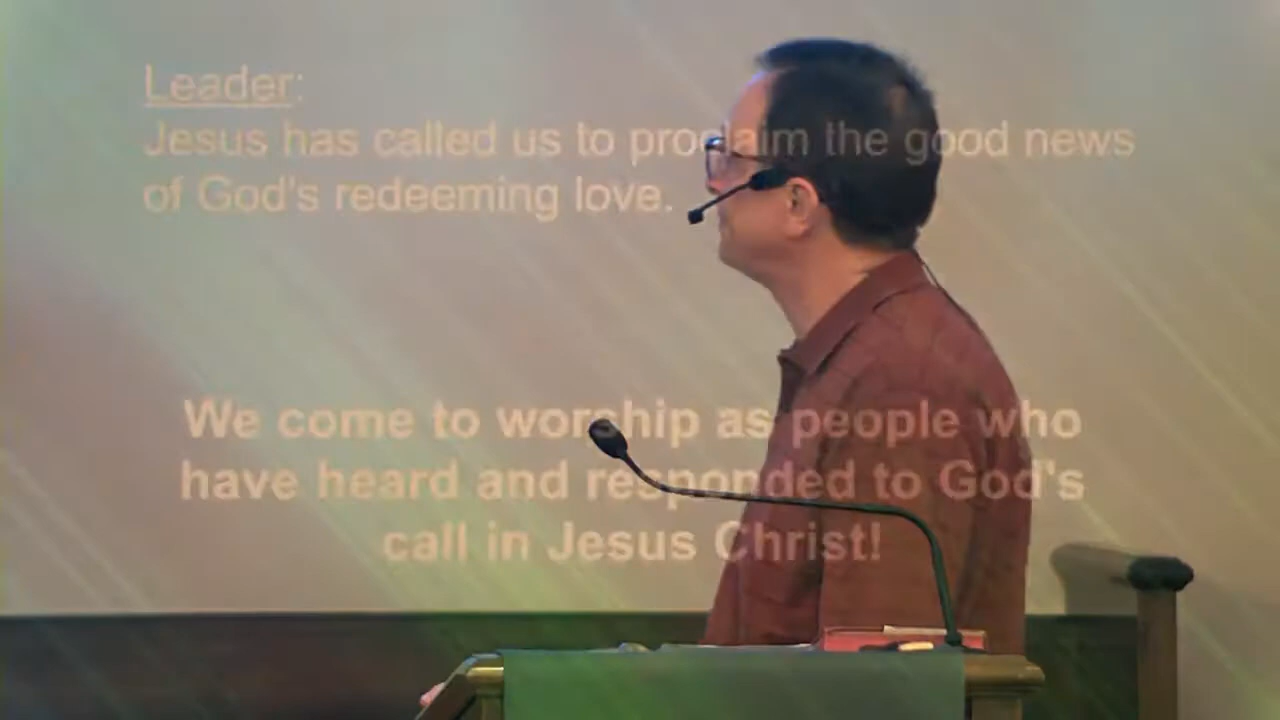 Leader:
Jesus has called us to proclaim the good news
of God's redeeming love.
We come to worship as people who
have heard and responded to God's
call in Jesus Christ!